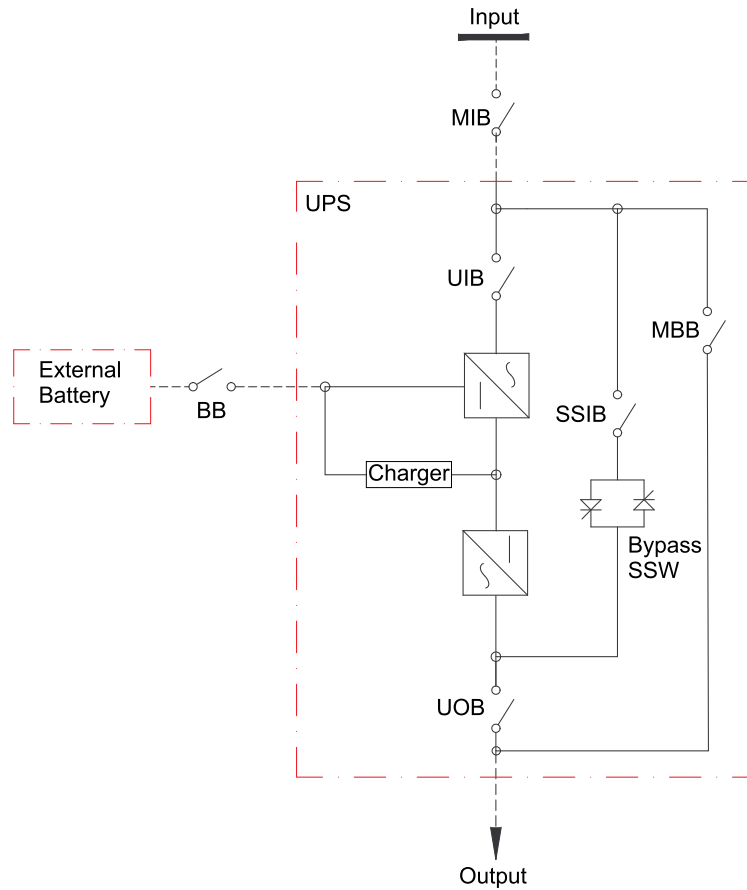 Input
MIB
UPS
UIB
MBB
External
Battery
BB
SSIB
Charger
Bypass
SSW
UOB
Output